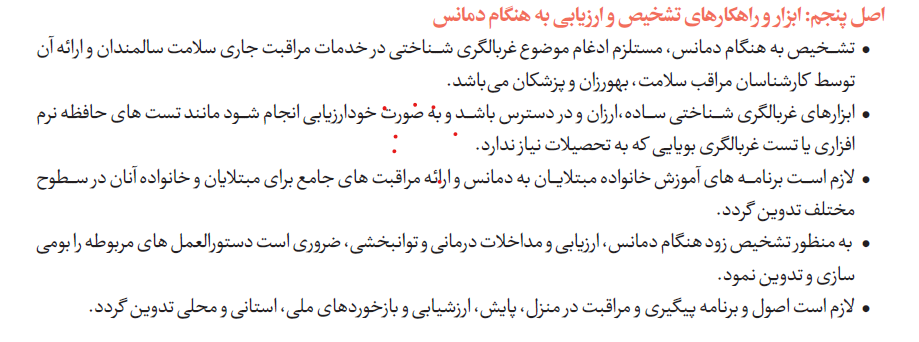 اصل پنجم: ابزار و راهکارهای تشخیص و ارزیابی به هنگام دمانس
• تشخیص به هنگام دمانس، مستلزم ادغام موضوع غربالگری شناختی در خدمات مراقبت جاری سلامت سالمندان و ارائه آن
توسط کارشناسان مراقب سلامت، بهورزان و پزشکان می‌باشد.
• ابزارهای غربالگری شناختی ساده،ارزان و در دسترس باشد و به صورت خودارزیابی انجام شود مانند تست های حافظه نرم
افزاری یا تست غربالگری بویایی که به تحصیلات نیاز ندارد.
• لازم است برنامه های آموزش خانواده مبتلایان به دمانس و ارائه مراقبت های جامع برای مبتلایان و خانواده آنان در سطوح
مختلف تدوین گردد.
• به منظور تشخیص زود هنگام دمانس، ارزیابی و مداخلات درمانی و توانبخشی، ضروری است دستورالعمل های مربوطه را بومی
سازی و تدوین نمود.
• لازم است اصول و برنامه پیگیری و مراقبت در منزل، پایش، ارزشیابی و بازخوردهای ملی، استانی و محلی تدوین گردد.